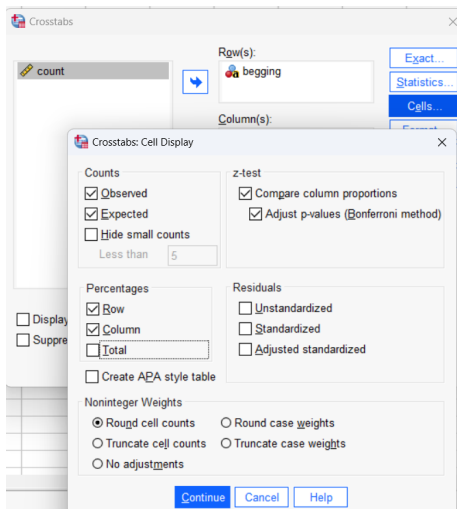 Crosstabs
Row(s):
count
begging
Exact...
Statistics...
Cells...
Column(s):
Crosstabs: Cell Display
Counts
Observed
Expected
Hide small counts
Less than 5
z-test
Compare column proportions
Adjust p-values (Bonferroni method)
Percentages
Row
Column
Total
Residuals
Unstandardized
Standardized
Adjusted standardized
Display
Suppre
Create APA style table
Noninteger Weights
Round cell counts
Round case weights
Truncate cell counts
Truncate case weights
No adjustments
Continue
Cancel
Help